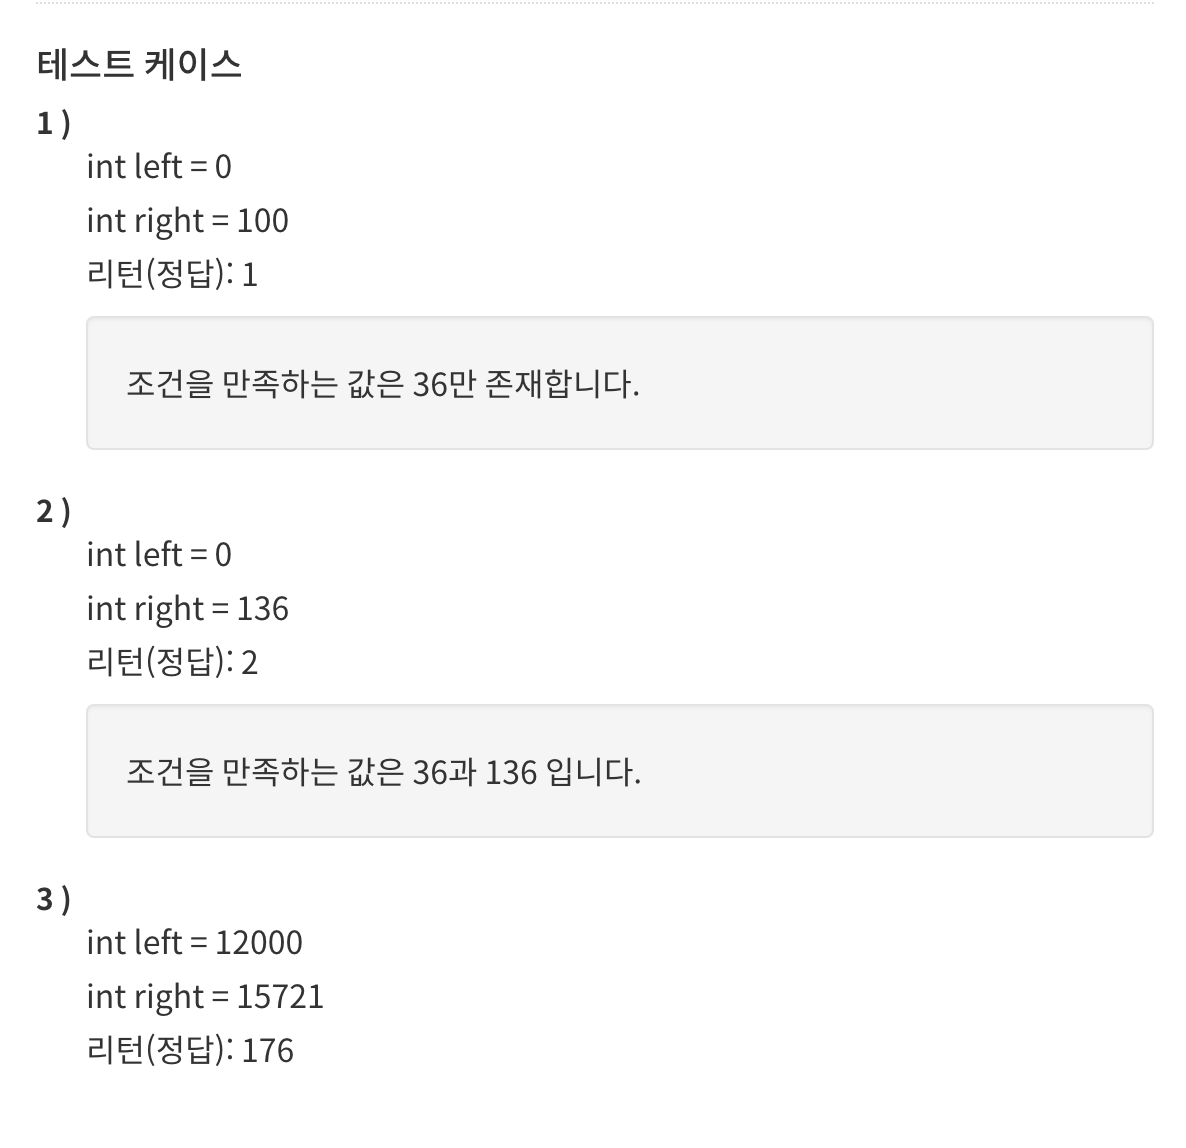 테스트 케이스
1 )
int left = 0
int right = 100
리턴(정답): 1
조건을 만족하는 값은 36만 존재합니다.
2 )
int left = 0
int right = 136
리턴(정답): 2
조건을 만족하는 값은 36과 136 입니다.
3 )
int left = 12000
int right = 15721
리턴(정답): 176